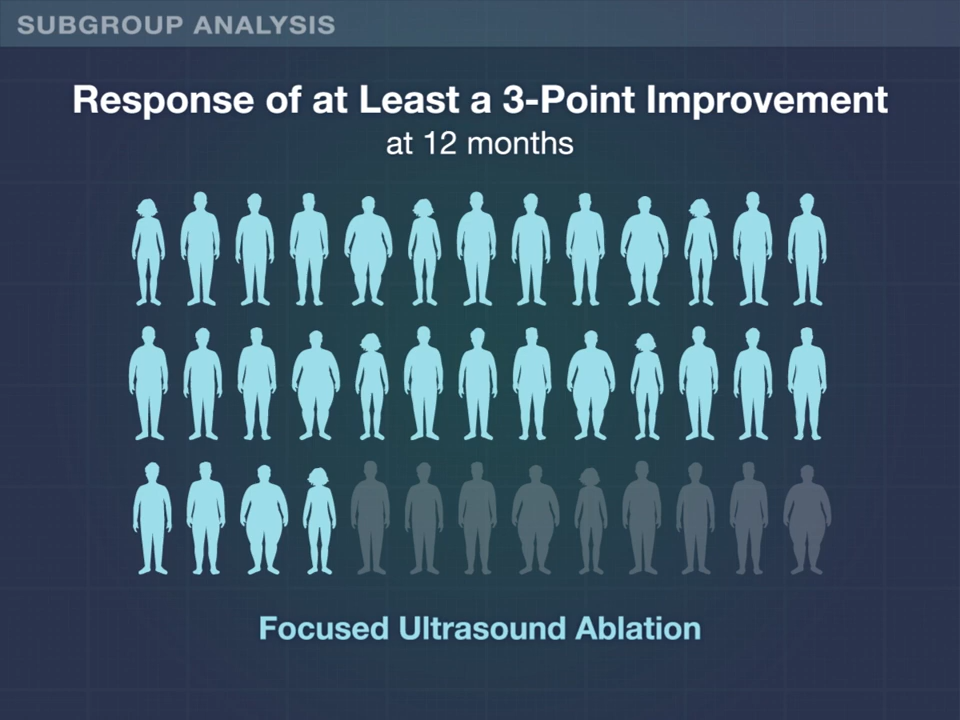 SUBGROUP ANALYSIS
Response of at Least a 3-Point Improvement
at 12 months
Focused Ultrasound Ablation